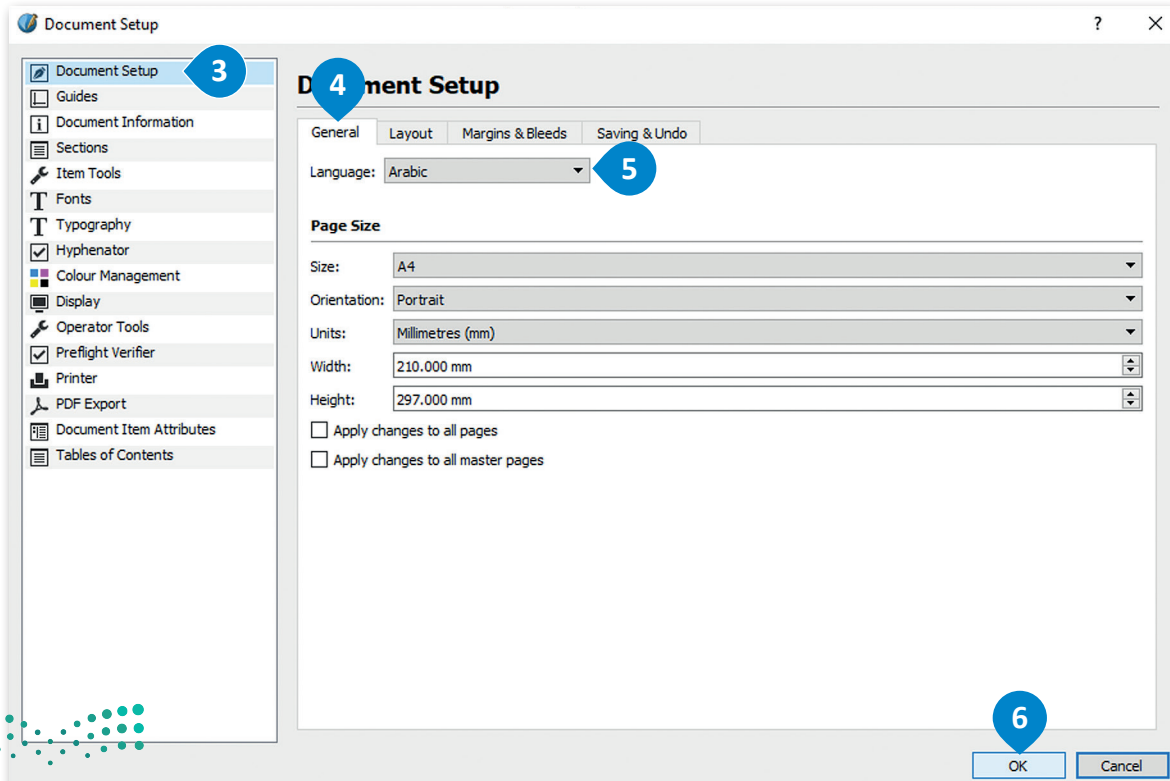 Document Setup
?
Document Setup
3
Guides
Document Information
Sections
Item Tools
Fonts
Typography
Hyphenator
Colour Management
Display
Operator Tools
Preflight Verifier
Printer
PDF Export
Document Item Attributes
Tables of Contents
4
D ment Setup
General Layout Margins & Bleeds Saving & Undo
Language: Arabic
5
Page Size
Size: A4
Orientation: Portrait
Units: Millimetres (mm)
Width: 210.000 mm
Height: 297.000 mm
Apply changes to all pages
Apply changes to all master pages
6
OK Cancel